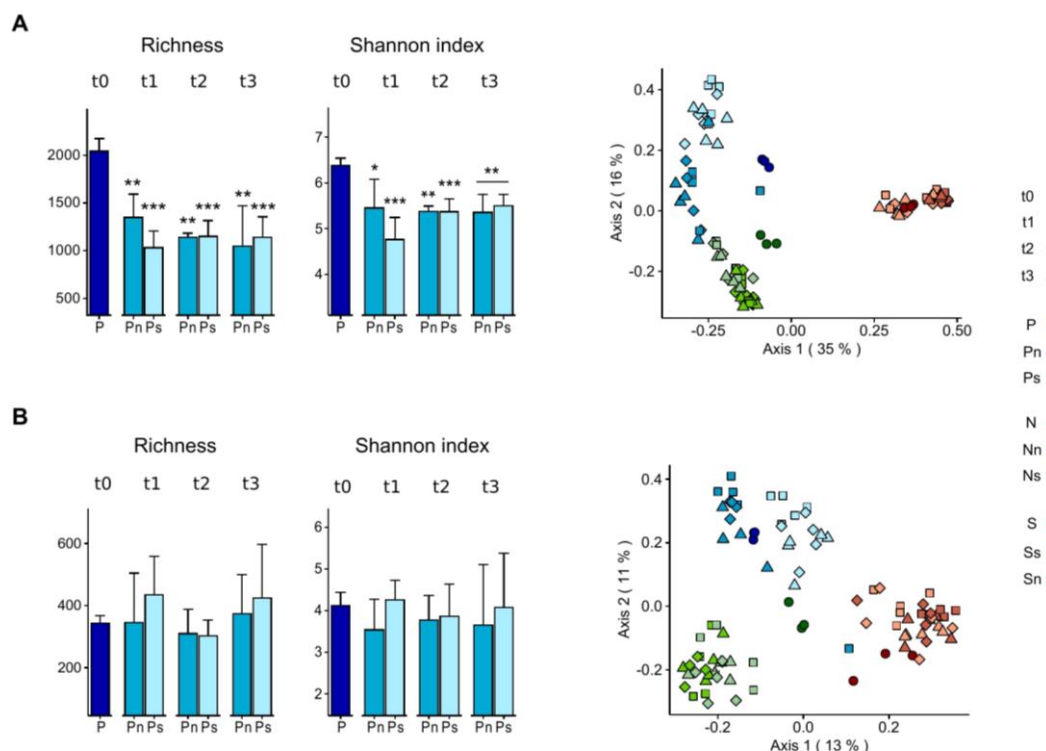 A
Richness
t0 t1 t2 t3
2000
1500
1000
500
** *** ** *** ** ***
P Pn Ps Pn Ps Pn Ps
Shannon index
t0 t1 t2 t3
7
6
5
4
* *** ** *** **
P Pn Ps Pn Ps Pn Ps
Axis 2 ( 16 % )
0.4
0.2
0.0
-0.2
-0.25 0.00 0.25 0.50
Axis 1 ( 35 % )
t0
t1
t2
t3
P
Pn
Ps
N
Nn
Ns
S
Ss
Sn
B
Richness
t0 t1 t2 t3
600
400
200
P Pn Ps Pn Ps Pn Ps
Shannon index
t0 t1 t2 t3
6
5
4
3
2
P Pn Ps Pn Ps Pn Ps
Axis 2 ( 11 % )
0.4
0.2
0.0
-0.2
-0.2 0.0 0.2
Axis 1 ( 13 % )